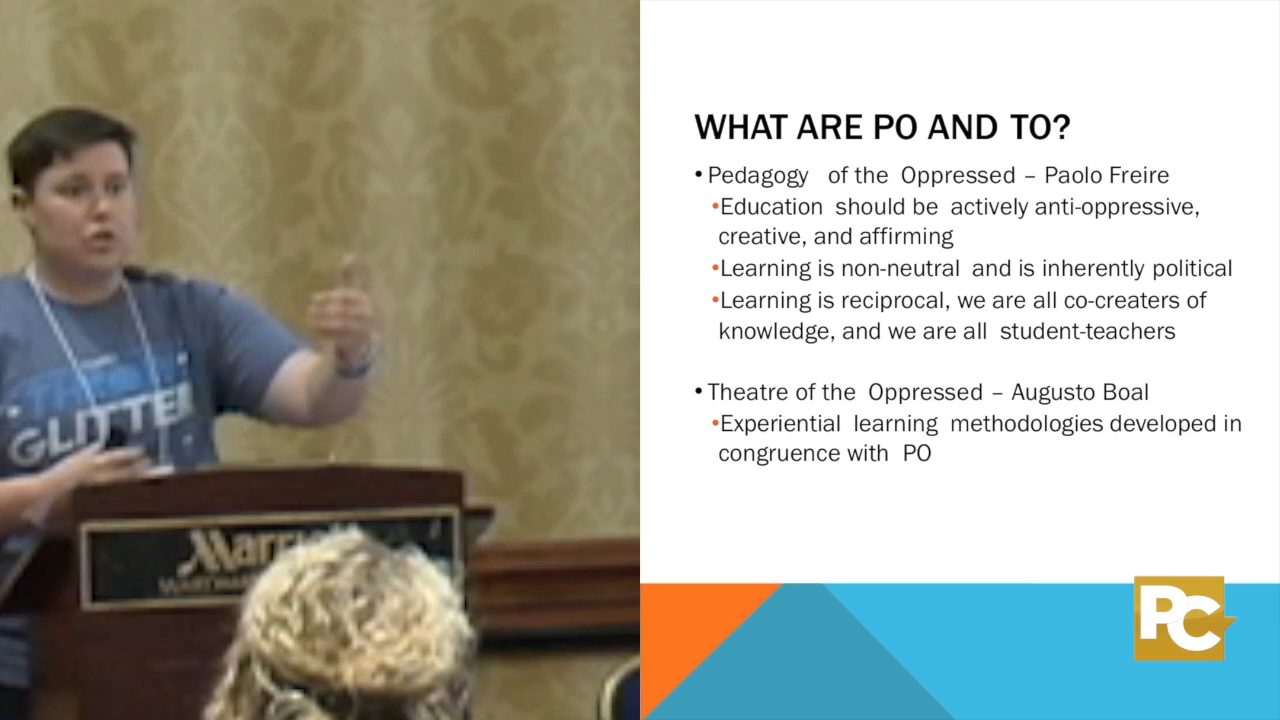 GLITTER
Marriott
WHAT ARE PO AND TO?
• Pedagogy of the Oppressed – Paolo Freire
•Education should be actively anti-oppressive,
creative, and affirming
•Learning is non-neutral and is inherently political
•Learning is reciprocal, we are all co-creaters of
knowledge, and we are all student-teachers
• Theatre of the Oppressed – Augusto Boal
•Experiential learning methodologies developed in
congruence with PO
PC